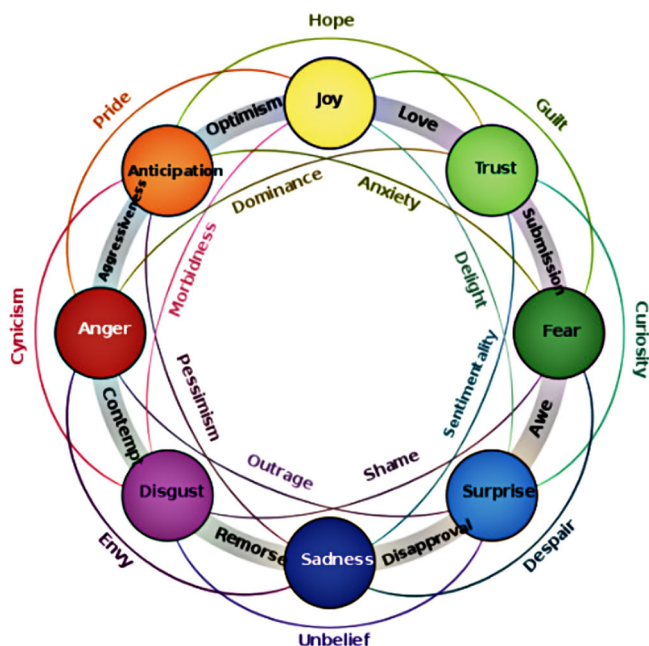 Hope
Pride
Guilt
Joy
Optimism
Love
Anticipation
Trust
Dominance
Anxiety
Aggressiveness
Submission
Morbidness
Delight
Cynicism
Anger
Fear
Curiosity
Pessimism
Sentimentality
Contemp
Awe
Outrage
Shame
Disgust
Surprise
Envy
Remorse
Sadness
Disapproval
Despair
Unbelief